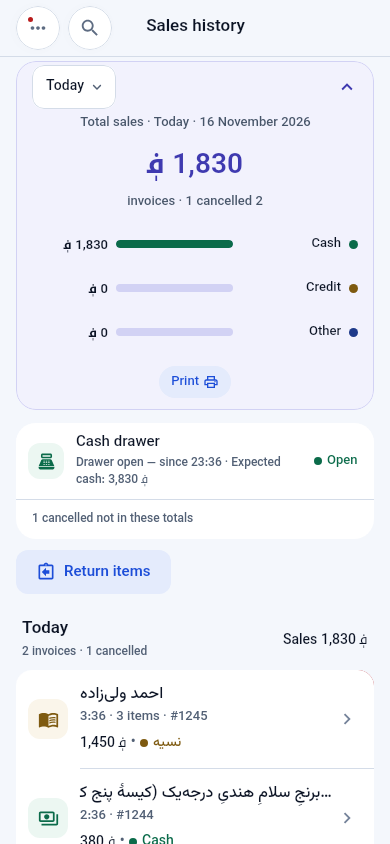 Sales history
Today
Total sales · Today · 16 November 2026
؋ 1,830
invoices · 1 cancelled 2
؋ 1,830 Cash
؋ 0 Credit
؋ 0 Other
Print
Cash drawer
Drawer open — since 23:36 · Expected cash: 3,830 ؋
Open
1 cancelled not in these totals
Return items
Today
2 invoices · 1 cancelled
Sales 1,830 ؋
احمد ولی‌زاده
3:36 · 3 items · #1245
1,450 ؋ • نسیه
برنجِ سلامِ هندیِ درجه‌یک (کیسهٔ پنج ک...
2:36 · #1244
380 ؋ • Cash